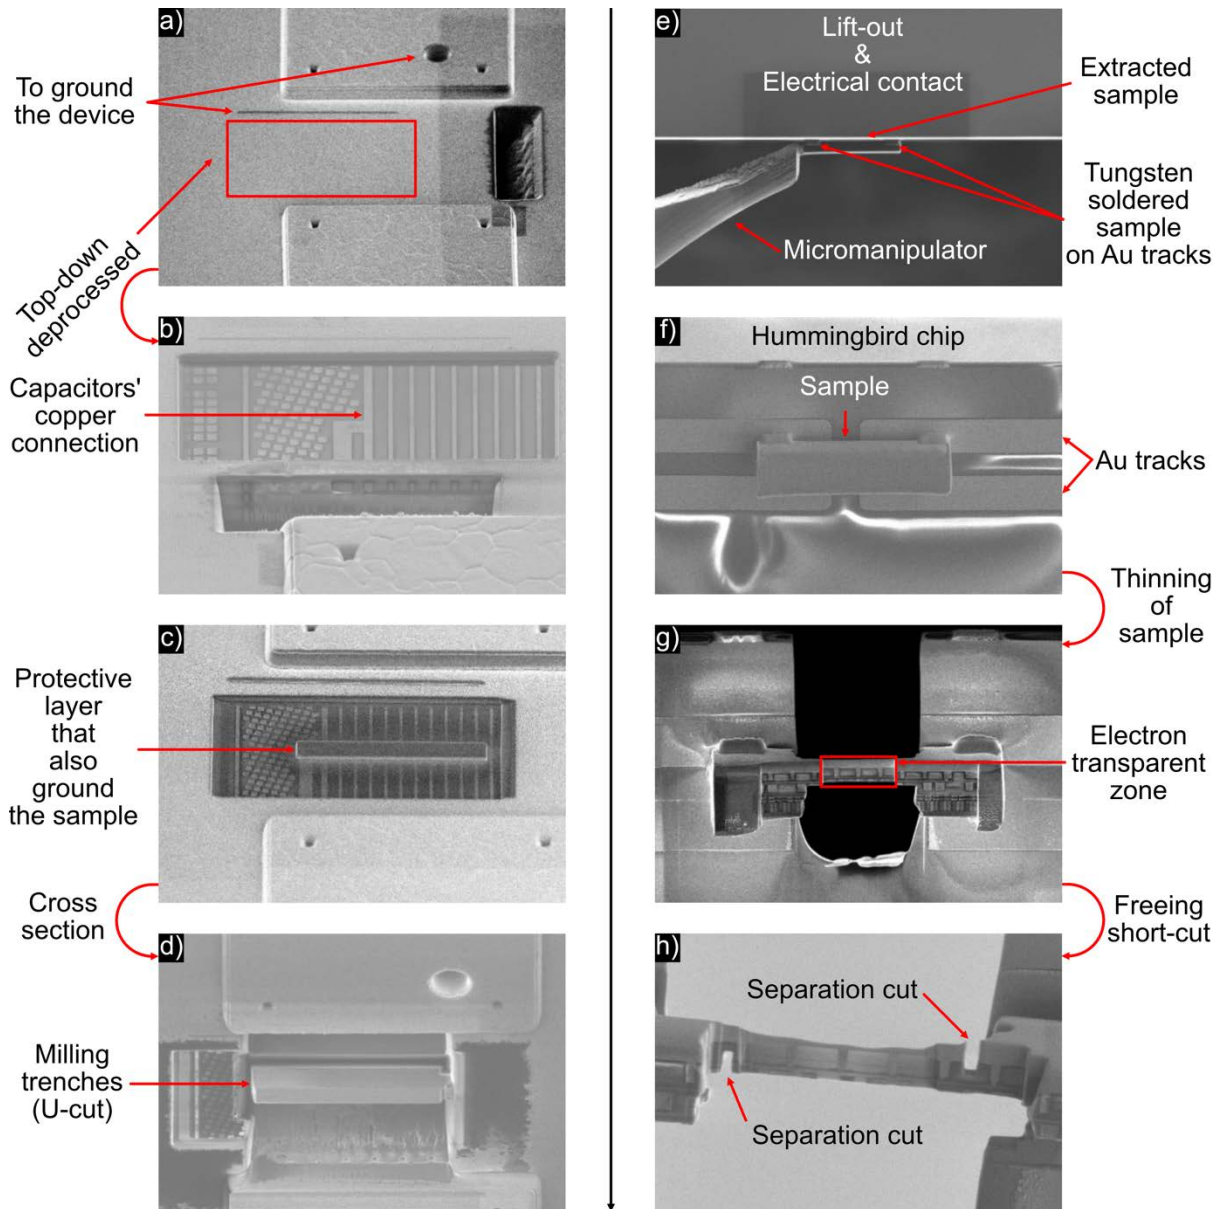 a)
To ground
the device
Top-down
deprocessed
b)
Capacitors'
copper
connection
c)
Protective
layer
that
also
ground
the sample
Cross
section
d)
Milling
trenches
(U-cut)
e)
Lift-out
&
Electrical contact
Extracted
sample
Tungsten
soldered
sample
on Au tracks
Micromanipulator
f)
Hummingbird chip
Sample
Au tracks
Thinning
of
sample
g)
Electron
transparent
zone
Freeing
short-cut
h)
Separation cut
Separation cut